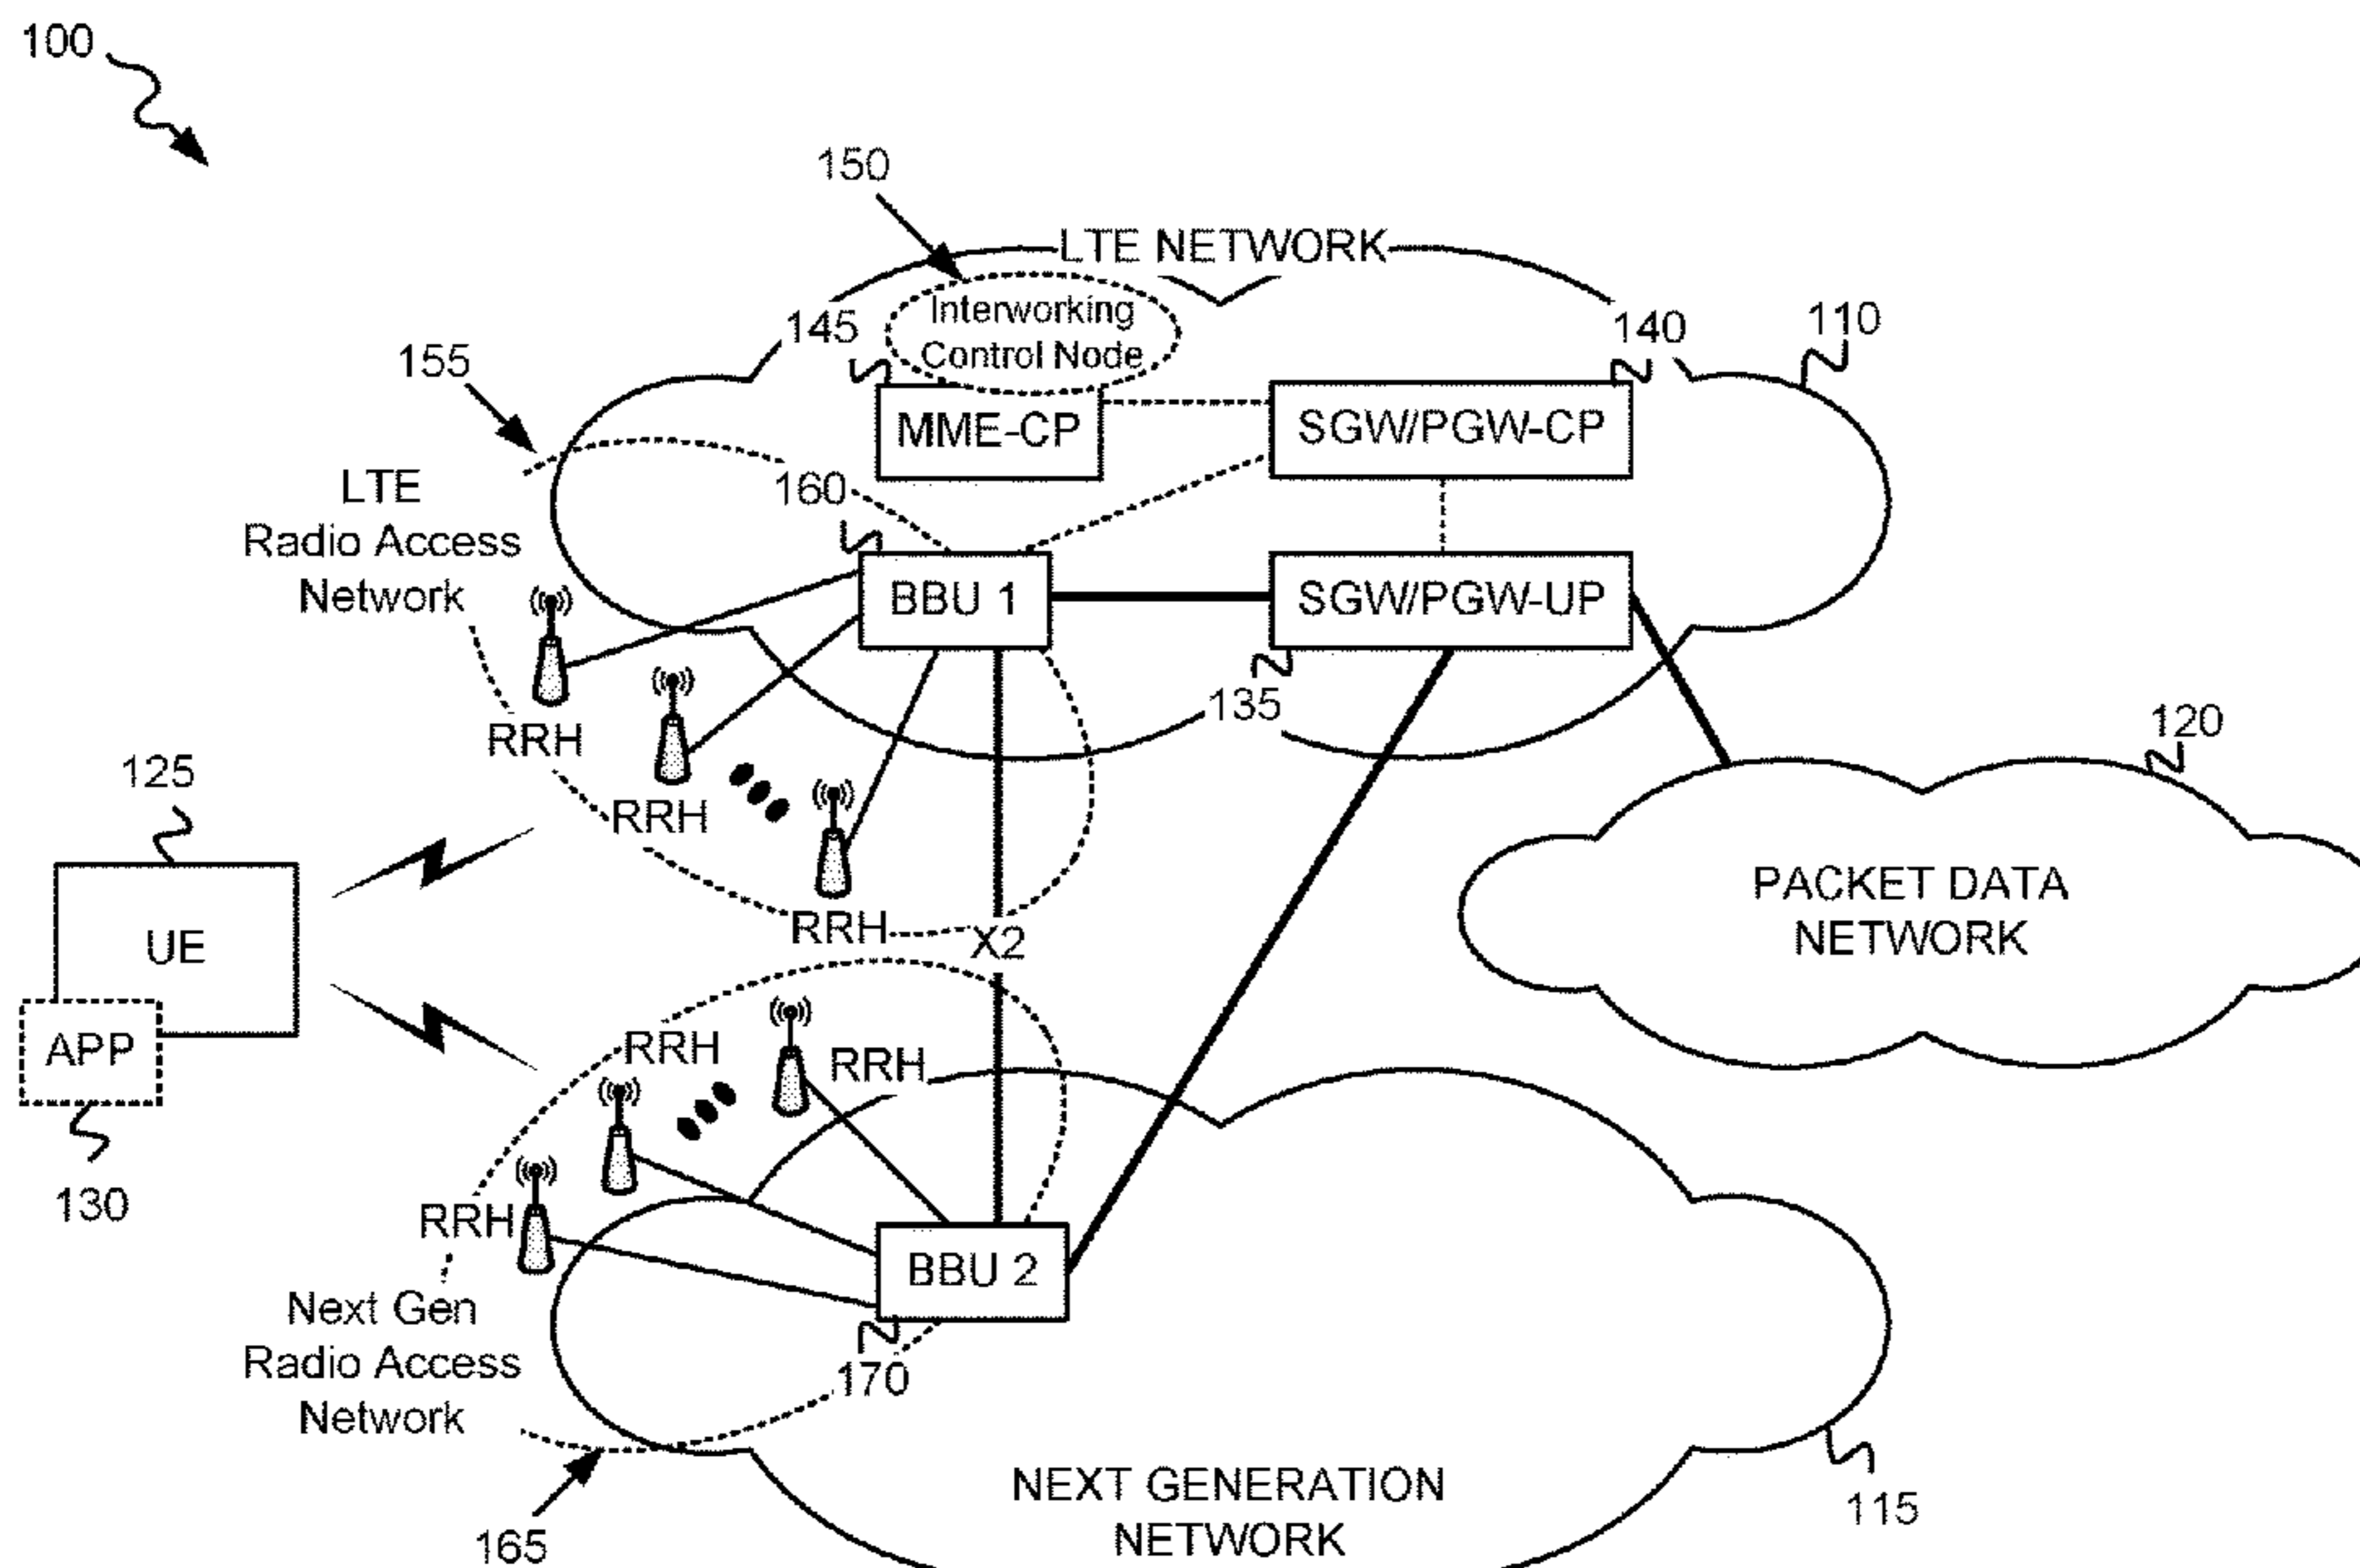 100
150
LTE NETWORK
Interworking
Control Node
145
140
110
155
MME-CP
SGW/PGW-CP
160
LTE
Radio Access
Network
BBU 1
SGW/PGW-UP
135
RRH
120
125
RRH
PACKET DATA
NETWORK
RRH
X2
UE
APP
RRH
RRH
130
RRH
BBU 2
Next Gen
Radio Access
Network
170
NEXT GENERATION
NETWORK
115
165